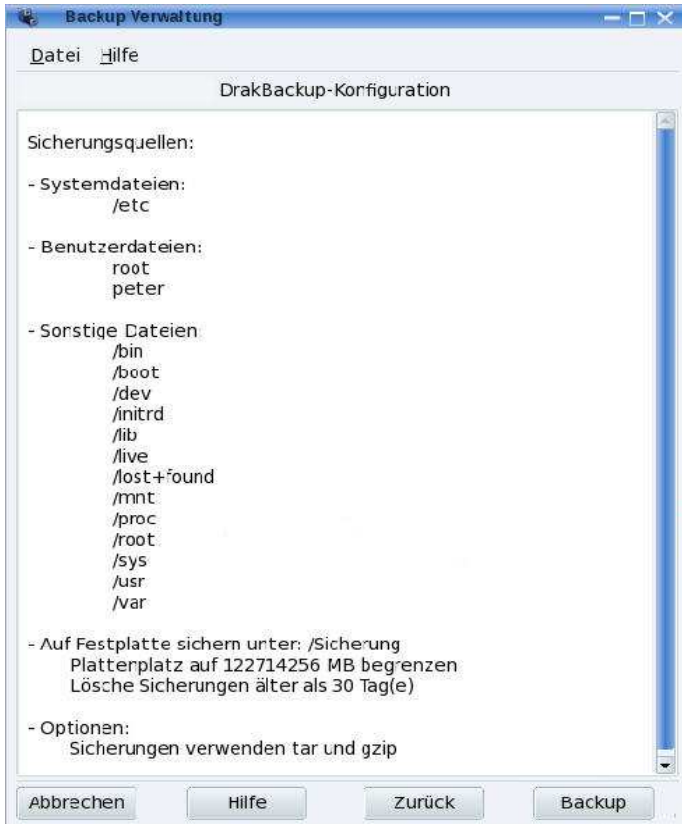 Backup Verwaltung
Datei Hilfe
DrakBackup-Konfiguration
Sicherungsquellen:
- Systemdateien:
/etc
- Benutzerdateien:
root
peter
- Sonstige Dateien
/bin
/boot
/dev
/initrd
/lib
/live
/lost+found
/mnt
/proc
/root
/sys
/usr
/var
- Auf Festplatte sichern unter: /Sicherung
Plattenplatz auf 122714256 MB begrenzen
Lösche Sicherungen älter als 30 Tag(e)
- Optionen:
Sicherungen verwenden tar und gzip
Abbrechen Hilfe Zurück Backup